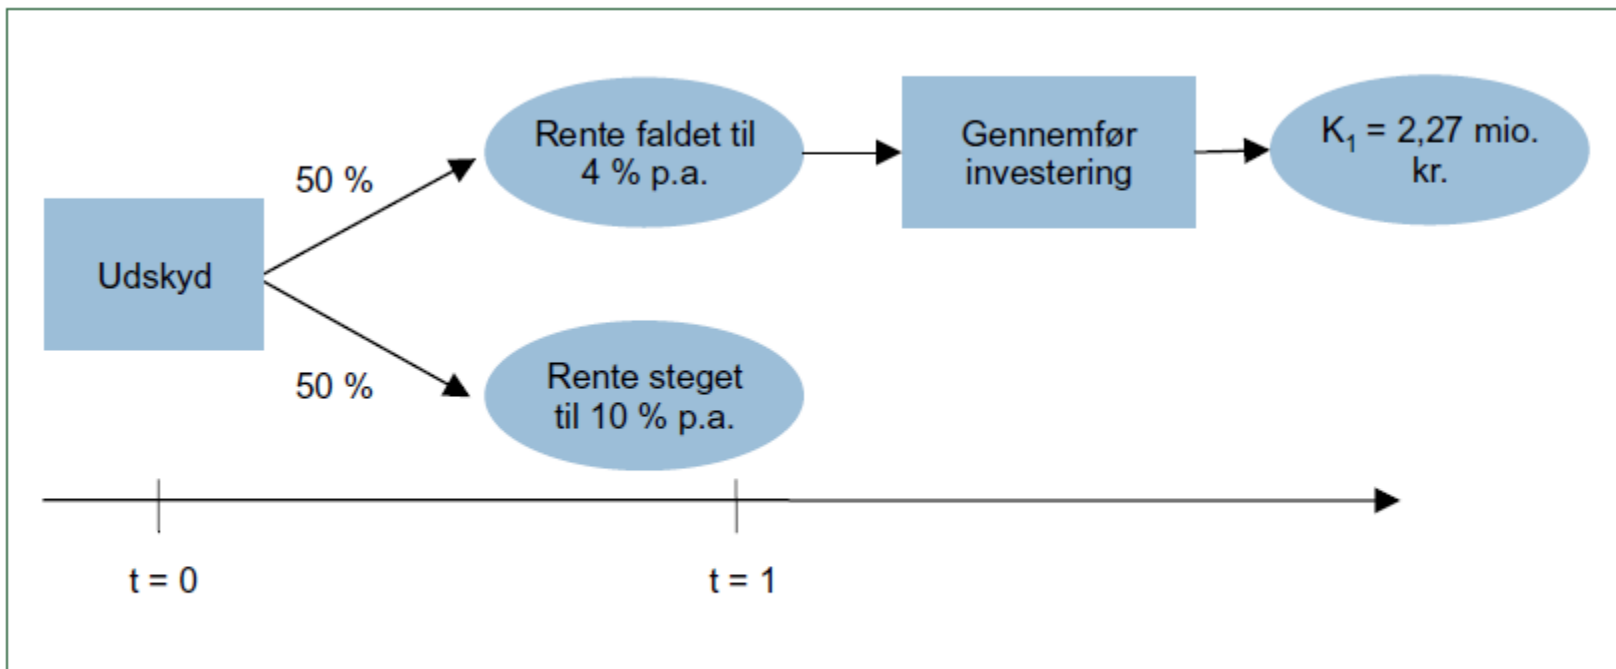 50 %
Rente faldet til
4 % p.a.
Gennemfør
investering
K₁ = 2,27 mio.
kr.
Udskyd
50 %
Rente steget
til 10 % p.a.
t = 0
t = 1